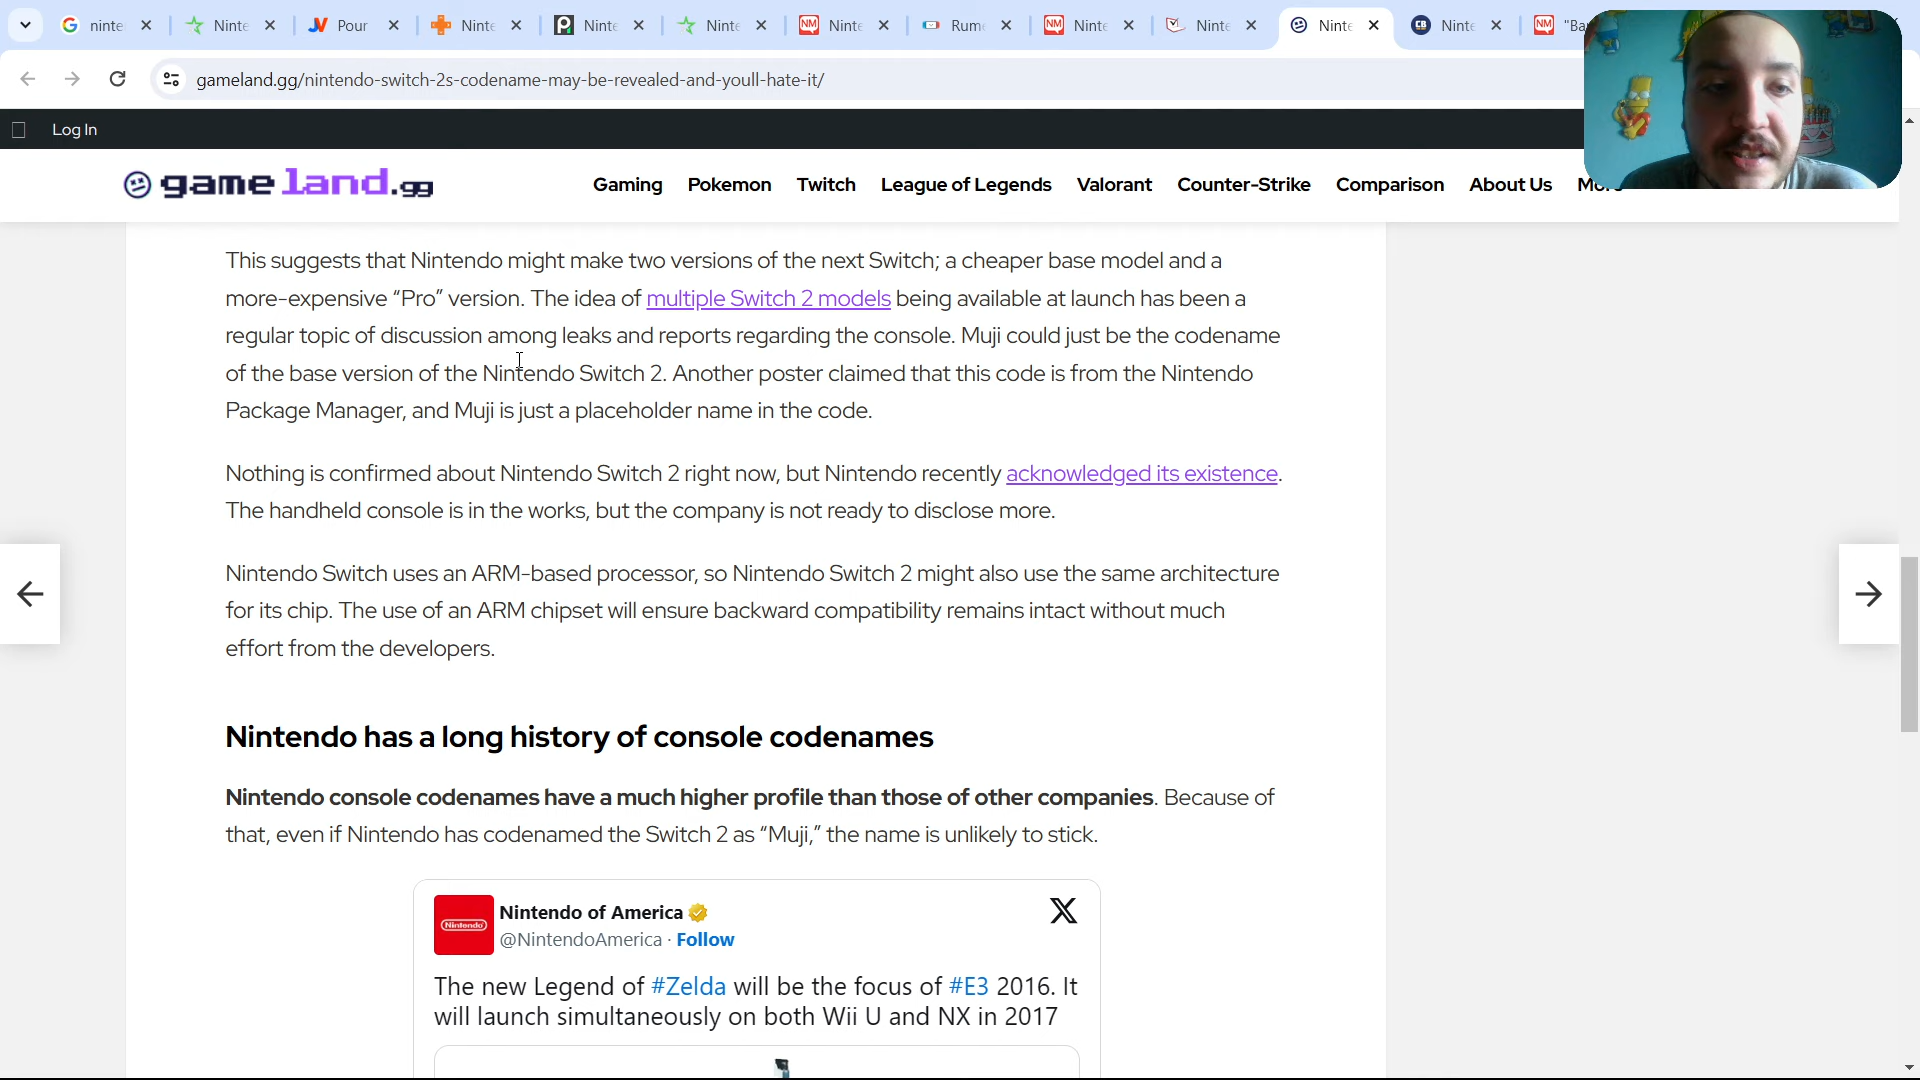 ninte
Ninte
Pour
Ninte
Ninte
Ninte
Ninte
Rum
Ninte
Ninte
Ninte
Ninte
"Ba
gameland.gg/nintendo-switch-2s-codename-may-be-revealed-and-youll-hate-it/
Log In
game land.gg
Gaming Pokemon Twitch League of Legends Valorant Counter-Strike Comparison About Us
This suggests that Nintendo might make two versions of the next Switch; a cheaper base model and a
more-expensive “Pro” version. The idea of multiple Switch 2 models being available at launch has been a
regular topic of discussion among leaks and reports regarding the console. Muji could just be the codename
of the base version of the Nintendo Switch 2. Another poster claimed that this code is from the Nintendo
Package Manager, and Muji is just a placeholder name in the code.
Nothing is confirmed about Nintendo Switch 2 right now, but Nintendo recently acknowledged its existence.
The handheld console is in the works, but the company is not ready to disclose more.
Nintendo Switch uses an ARM-based processor, so Nintendo Switch 2 might also use the same architecture
for its chip. The use of an ARM chipset will ensure backward compatibility remains intact without much
effort from the developers.
Nintendo has a long history of console codenames
Nintendo console codenames have a much higher profile than those of other companies. Because of
that, even if Nintendo has codenamed the Switch 2 as “Muji,” the name is unlikely to stick.
Nintendo
Nintendo of America
@NintendoAmerica · Follow
The new Legend of #Zelda will be the focus of #E3 2016. It
will launch simultaneously on both Wii U and NX in 2017